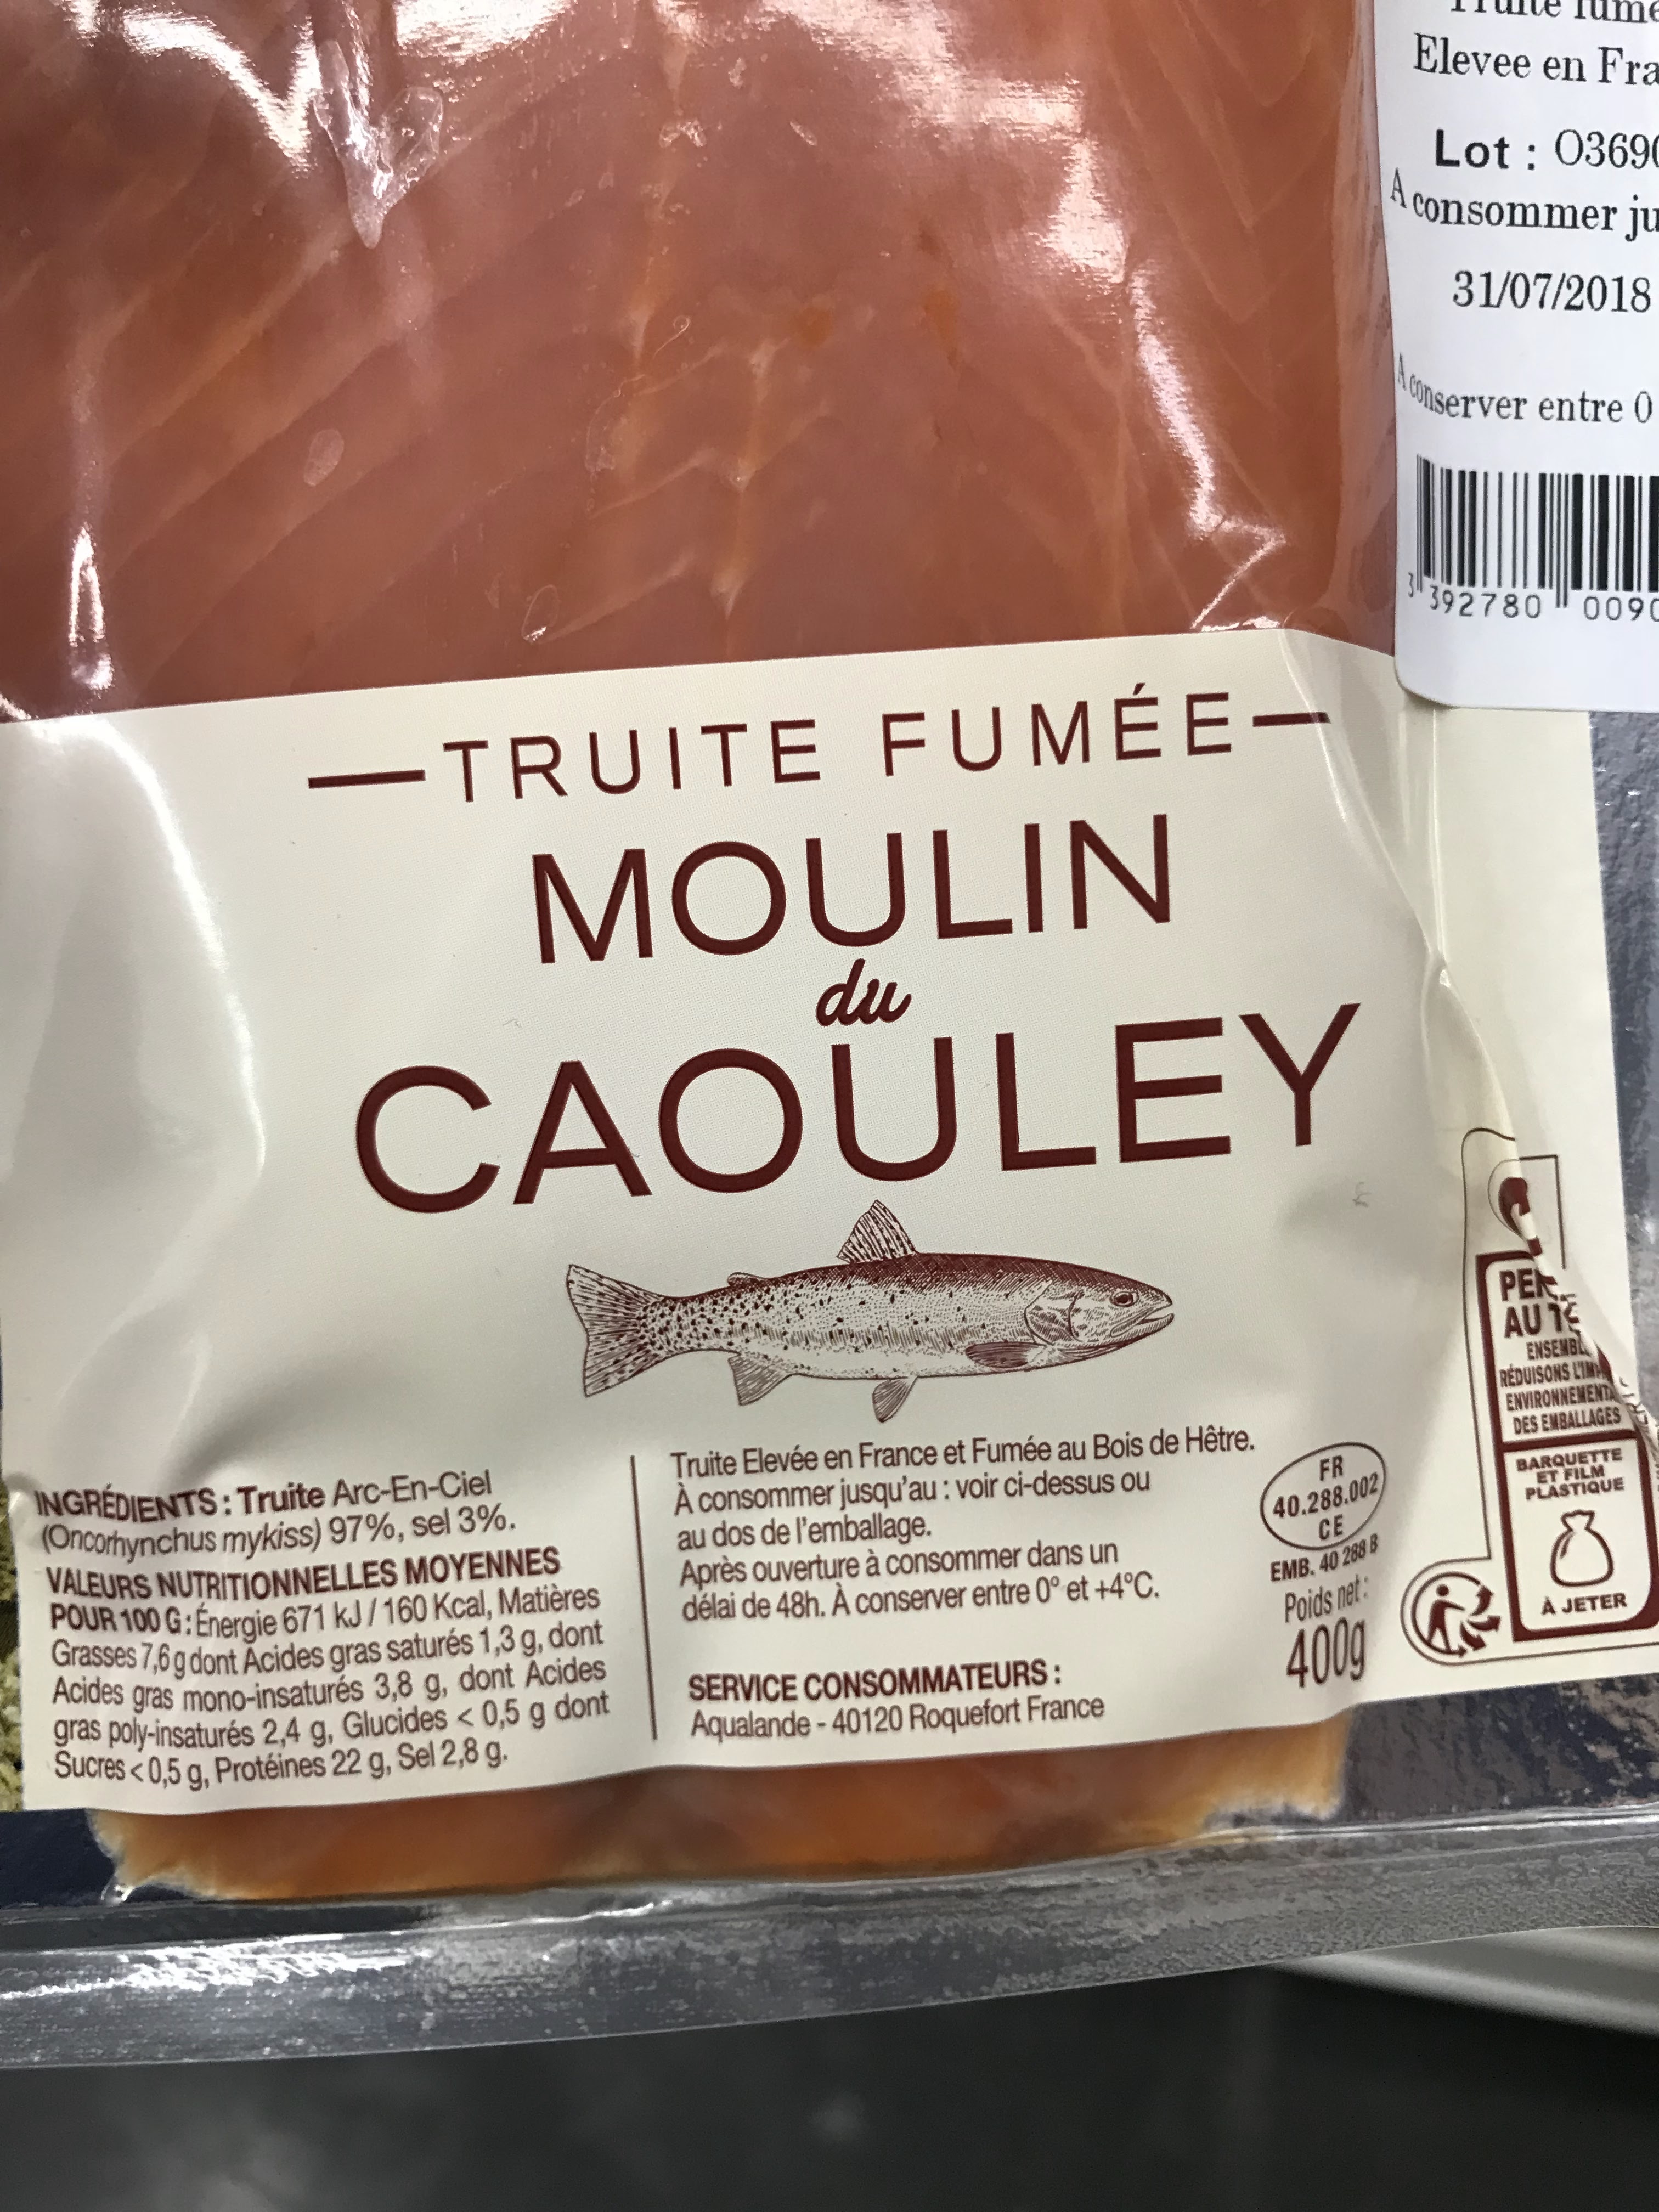 Elevee en
Lot :
A consommer
31/07/2018
A conserver entre 0
3 392780
TRUITE FUMÉE
MOULIN
du
CAOULEY
INGRÉDIENTS : Truite Arc-En-Ciel
(Oncorhynchus mykiss) 97%, sel 3%.
VALEURS NUTRITIONNELLES MOYENNES
POUR 100 G : Énergie 671 kJ / 160 Kcal, Matières
Grasses 7,6 g dont Acides gras saturés 1,3 g, dont
Acides gras mono-insaturés 3,8 g, dont Acides
gras poly-insaturés 2,4 g, Glucides < 0,5 g dont
Sucres < 0,5 g, Protéines 22 g, Sel 2,8 g.
Truite Elevée en France et Fumée au Bois de Hêtre.
À consommer jusqu'au : voir ci-dessus ou
au dos de l'emballage.
Après ouverture à consommer dans un
délai de 48h. À conserver entre 0° et +4°C.
SERVICE CONSOMMATEURS :
Aqualande - 40120 Roquefort France
FR
40.288.002
CE
EMB. 40 288 B
Poids net :
400g
AU
RÉDUISONS
DES EMBALLAGES
BARQUETTE
ET FILM
PLASTIQUE
À JETER